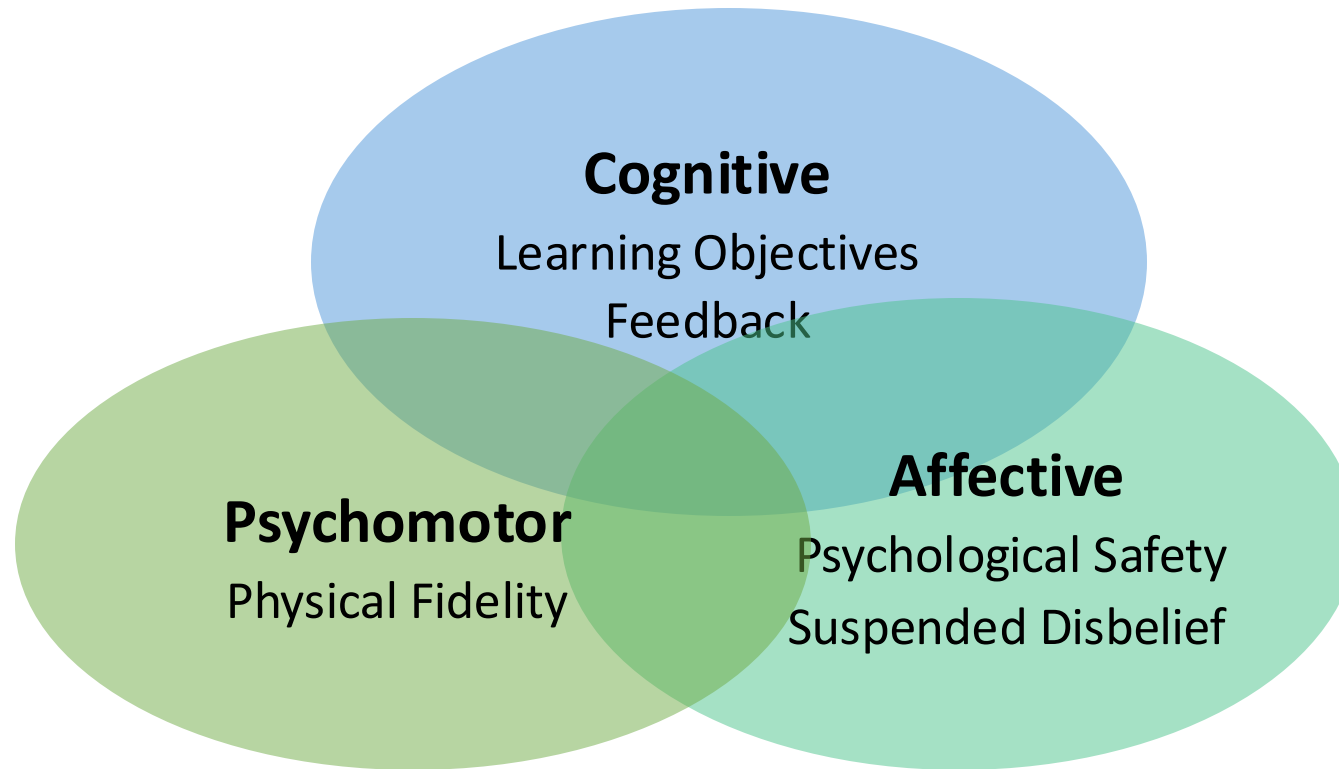 Cognitive
Learning Objectives
Feedback
Psychomotor
Physical Fidelity
Affective
Psychological Safety
Suspended Disbelief